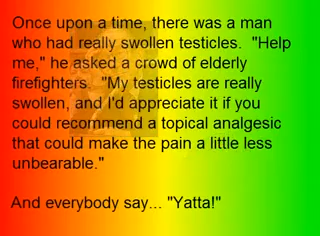 Once upon a time, there was a man
who had really swollen testicles.  "Help
me," he asked a crowd of elderly
firefighters.  "My testicles are really
swollen, and I'd appreciate it if you
could recommend a topical analgesic
that could make the pain a little less
unbearable."
And everybody say... "Yatta!"